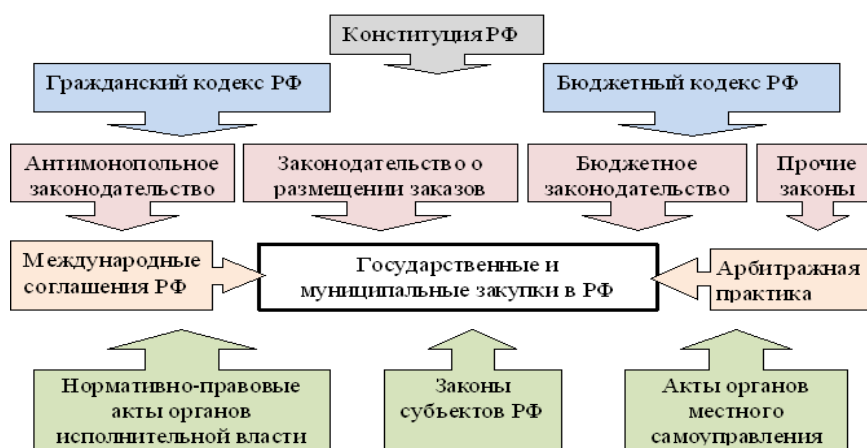 Конституция РФ
Гражданский кодекс РФ
Бюджетный кодекс РФ
Антимонопольное
законодательство
Законодательство о
размещении заказов
Бюджетное
законодательство
Прочие
законы
Международные
соглашения РФ
Государственные и
муниципальные закупки в РФ
Арбитражная
практика
Нормативно-правовые
акты органов
исполнительной власти
Законы
субъектов РФ
Акты органов
местного
самоуправления